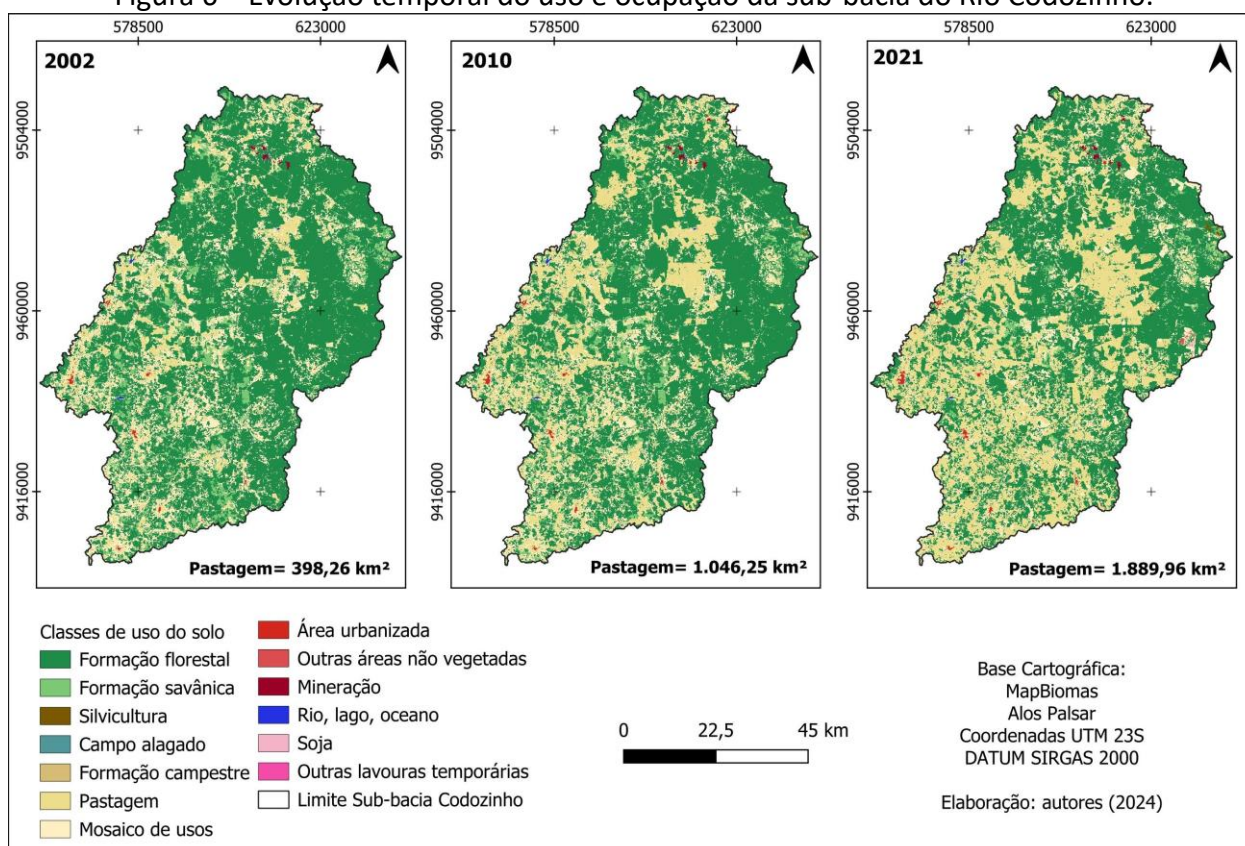 Figura 6 – Evolução temporal do uso e ocupação da sub-bacia do Rio Codozinho.
578500 623000
578500 623000
578500 623000
2002
2010
2021
9504000
9460000
9416000
9504000
9460000
9416000
9504000
9460000
9416000
Pastagem= 398,26 km²
Pastagem= 1.046,25 km²
Pastagem= 1.889,96 km²
Classes de uso do solo
Formação florestal
Formação savânica
Silvicultura
Campo alagado
Formação campestre
Pastagem
Mosaico de usos
Área urbanizada
Outras áreas não vegetadas
Mineração
Rio, lago, oceano
Soja
Outras lavouras temporárias
Limite Sub-bacia Codozinho
0 22,5 45 km
Base Cartográfica:
MapBiomas
Alos Palsar
Coordenadas UTM 23S
DATUM SIRGAS 2000
Elaboração: autores (2024)